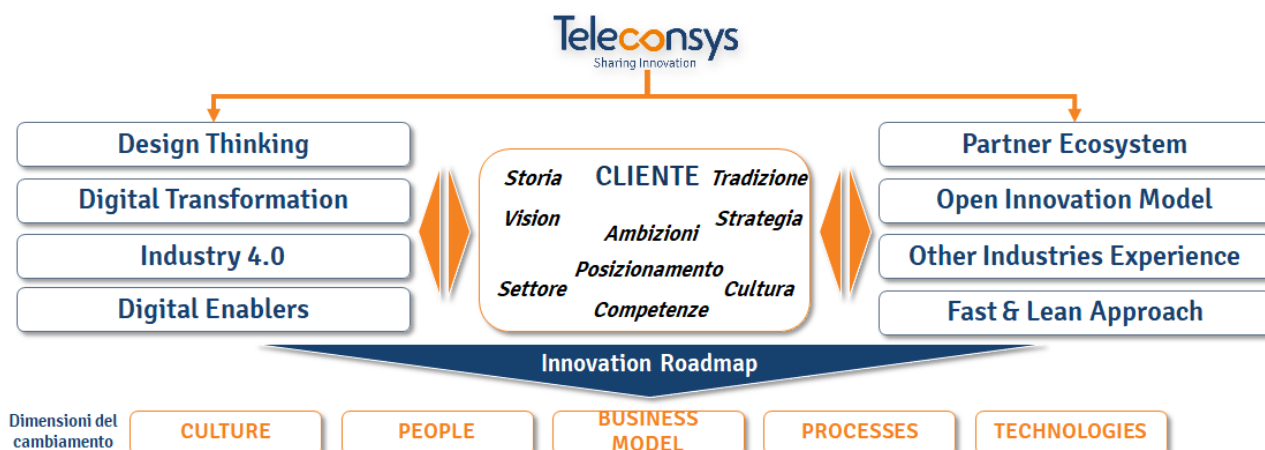 Teleconsys
Sharing Innovation
Design Thinking
Digital Transformation
Industry 4.0
Digital Enablers
CLIENTE
Storia
Tradizione
Vision
Strategia
Ambizioni
Posizionamento
Settore
Cultura
Competenze
Partner Ecosystem
Open Innovation Model
Other Industries Experience
Fast & Lean Approach
Innovation Roadmap
Dimensioni del
cambiamento
CULTURE
PEOPLE
BUSINESS
MODEL
PROCESSES
TECHNOLOGIES